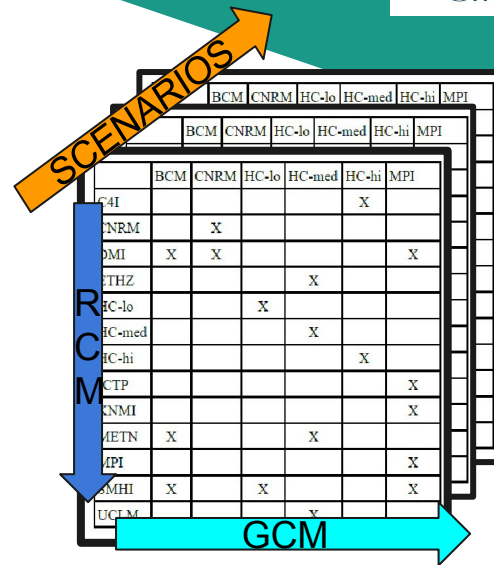 SCENARIOS
BCM CNRM HC-lo HC-med HC-hi MPI
BCM CNRM HC-lo HC-med HC-hi MPI
BCM CNRM HC-lo HC-med HC-hi MPI
C4I X
CNRM X
DMI X X X
ETHZ X
HC-lo X
HC-med X
HC-hi X
ICTP X
KNMI X
METN X X
MPI X
SMHI X X X
UCLM X
RCM
GCM